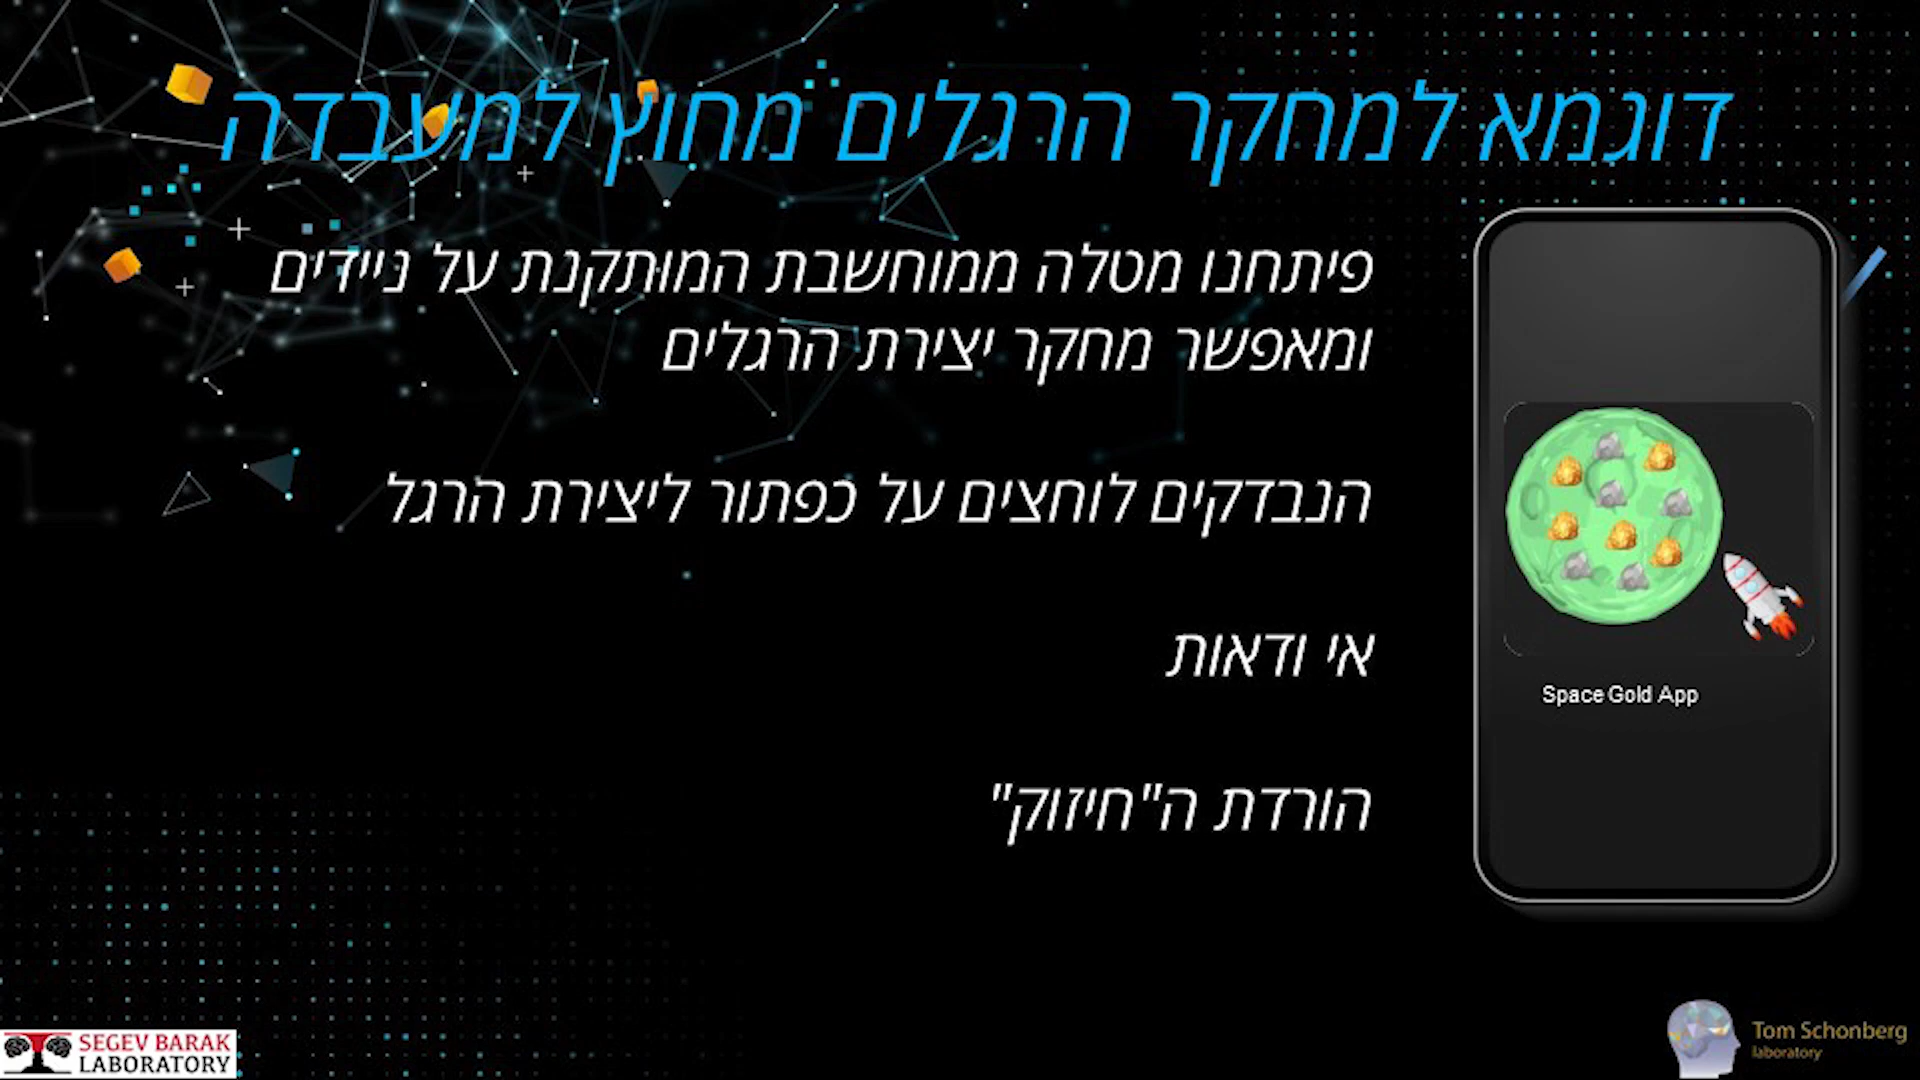 דוגמא למחקר הרגלים מחוץ למעבדה
פיתחנו מטלה ממוחשבת המותקנת על ניידים
ומאפשר מחקר יצירת הרגלים
הנבדקים לוחצים על כפתור ליצירת הרגל
אי ודאות
הורדת ה"חיזוק"
Space Gold App
SEGEV BARAK
LABORATORY
Tom Schonberg
laboratory